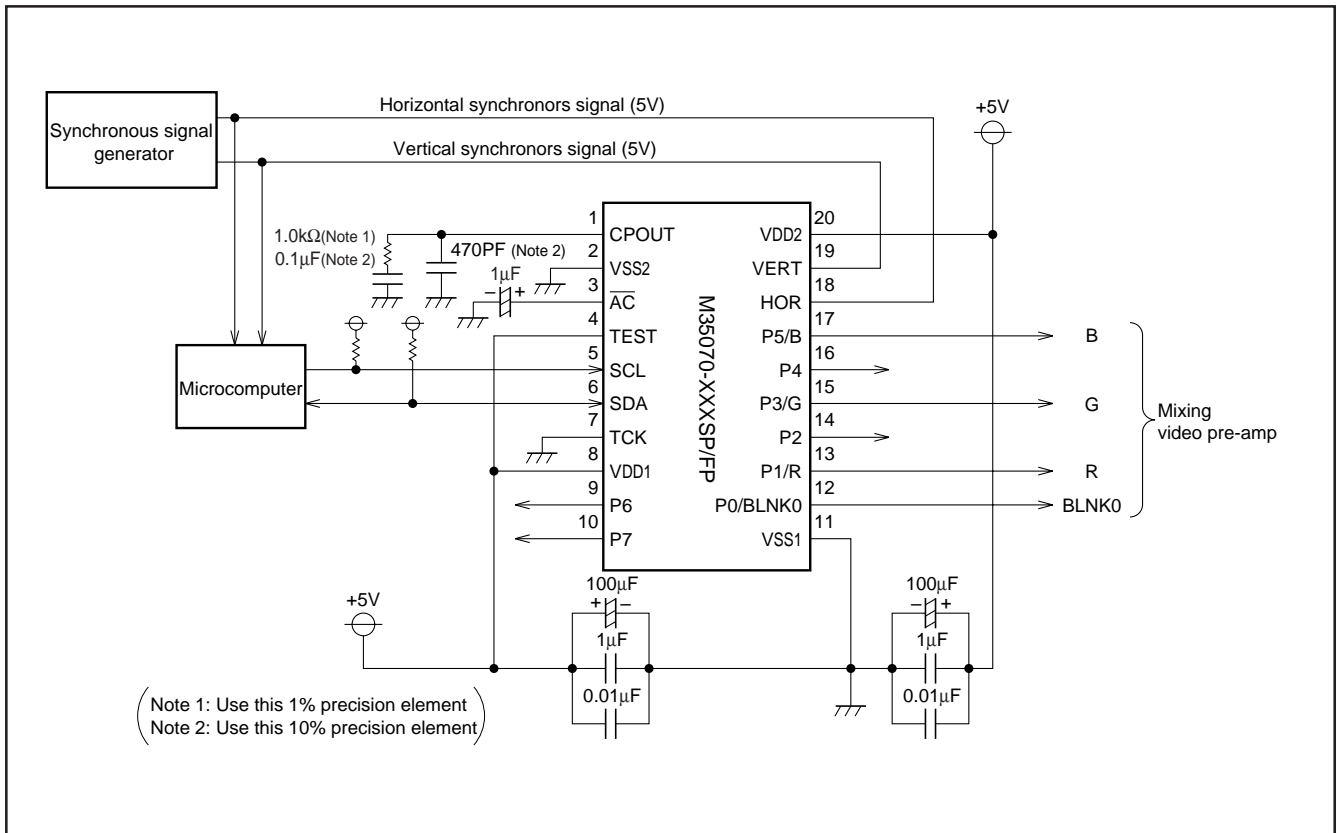 Synchronous signal
generator
Horizontal synchronors signal (5V)
Vertical synchronors signal (5V)
+5V
1.0kΩ(Note 1)
0.1µF(Note 2)
470PF (Note 2)
1µF
– +
Microcomputer
1 CPOUT
2 VSS2
3 AC
4 TEST
5 SCL
6 SDA
7 TCK
8 VDD1
9 P6
10 P7
M35070-XXXSP/FP
20 VDD2
19 VERT
18 HOR
17 P5/B
16 P4
15 P3/G
14 P2
13 P1/R
12 P0/BLNK0
11 VSS1
B
G
R
BLNK0
Mixing
video pre-amp
+5V
100µF
+ –
1µF
0.01µF
100µF
– +
1µF
0.01µF
Note 1: Use this 1% precision element
Note 2: Use this 10% precision element